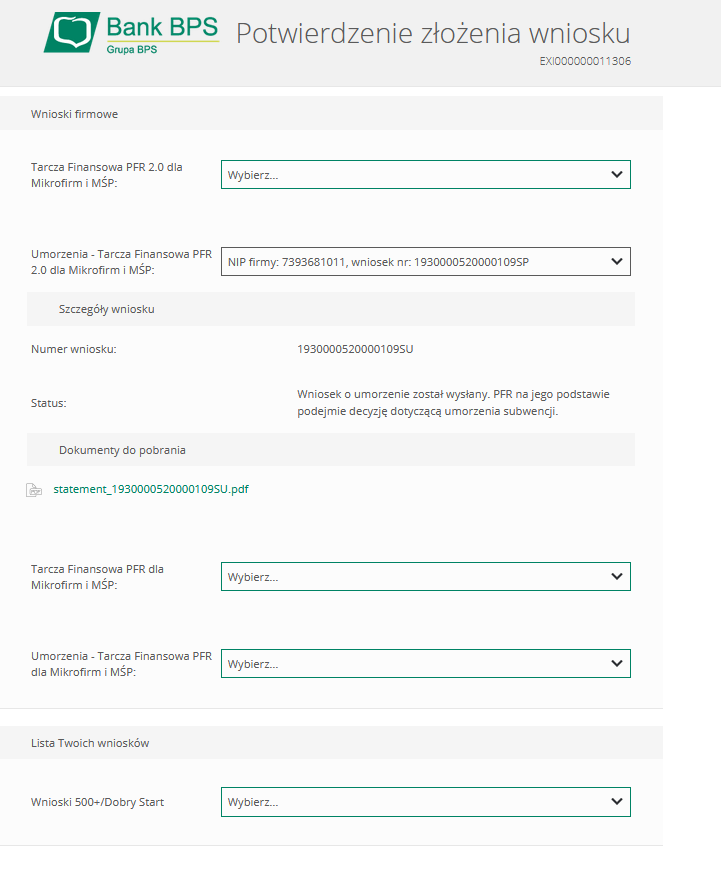 Bank BPS
Grupa BPS
Potwierdzenie złożenia wniosku
EXI000000011306
Wnioski firmowe
Tarcza Finansowa PFR 2.0 dla
Mikrofirm i MŚP:
Wybierz...
Umorzenia - Tarcza Finansowa PFR
2.0 dla Mikrofirm i MŚP:
NIP firmy: 7393681011, wniosek nr: 1930000520000109SP
Szczegóły wniosku
Numer wniosku:
1930000520000109SU
Status:
Wniosek o umorzenie został wysłany. PFR na jego podstawie
podejmie decyzję dotyczącą umorzenia subwencji.
Dokumenty do pobrania
statement_1930000520000109SU.pdf
Tarcza Finansowa PFR dla
Mikrofirm i MŚP:
Wybierz...
Umorzenia - Tarcza Finansowa PFR
dla Mikrofirm i MŚP:
Wybierz...
Lista Twoich wniosków
Wnioski 500+/Dobry Start
Wybierz...